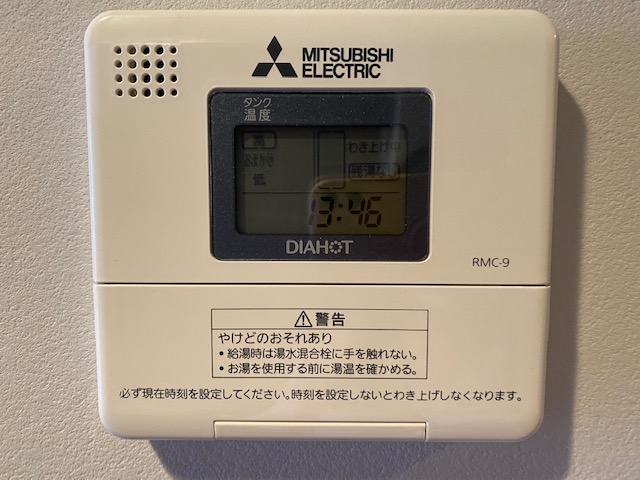 MITSUBISHI
ELECTRIC
タンク
温度
高
わき上げ中
残湯なし
低
13:46
DIAHOT
RMC-9
警告
やけどのおそれあり
・給湯時は湯水混合栓に手を触れない。
・お湯を使用する前に湯温を確かめる。
必ず現在時刻を設定してください。時刻を設定しないとわき上げしなくなります。